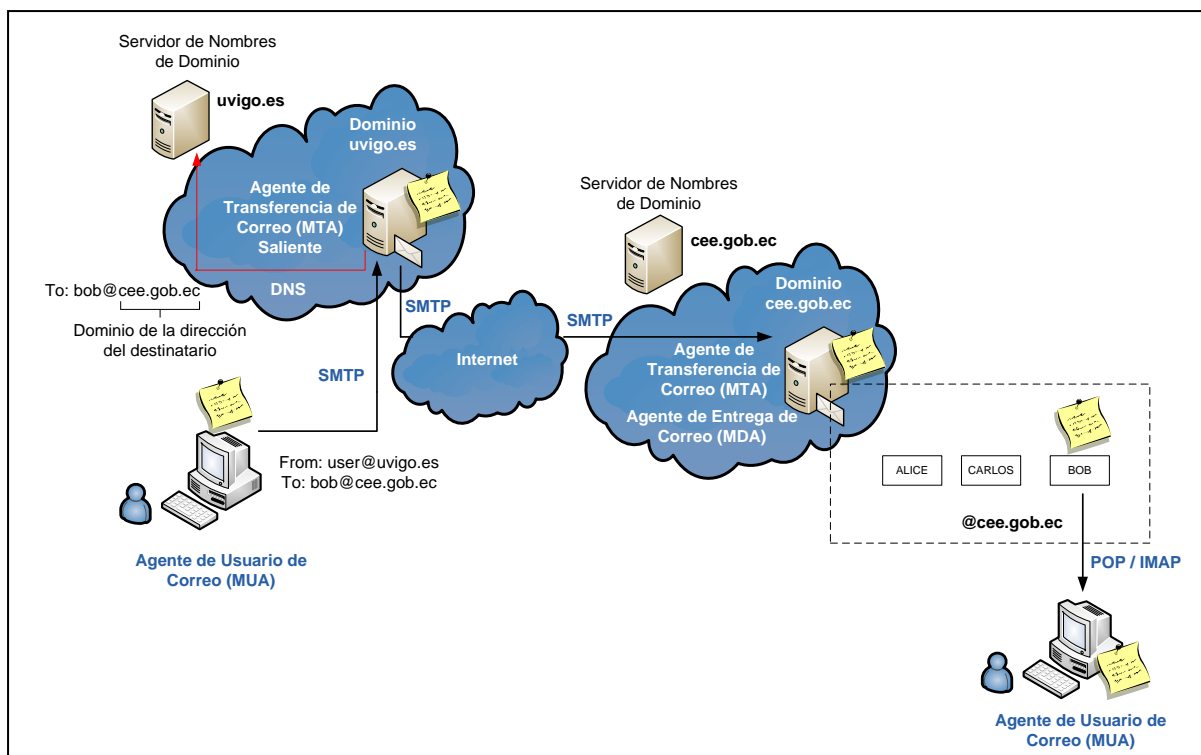 Servidor de Nombres
de Dominio
uvigo.es
Dominio
uvigo.es
Agente de
Transferencia de
Correo (MTA)
Saliente
DNS
To: bob@cee.gob.ec
Dominio de la dirección
del destinatario
SMTP
SMTP
Internet
SMTP
Servidor de Nombres
de Dominio
cee.gob.ec
Dominio
cee.gob.ec
Agente de
Transferencia de
Correo (MTA)
Agente de Entrega de
Correo (MDA)
From: user@uvigo.es
To: bob@cee.gob.ec
Agente de Usuario de
Correo (MUA)
ALICE
CARLOS
BOB
@cee.gob.ec
POP / IMAP
Agente de Usuario de
Correo (MUA)